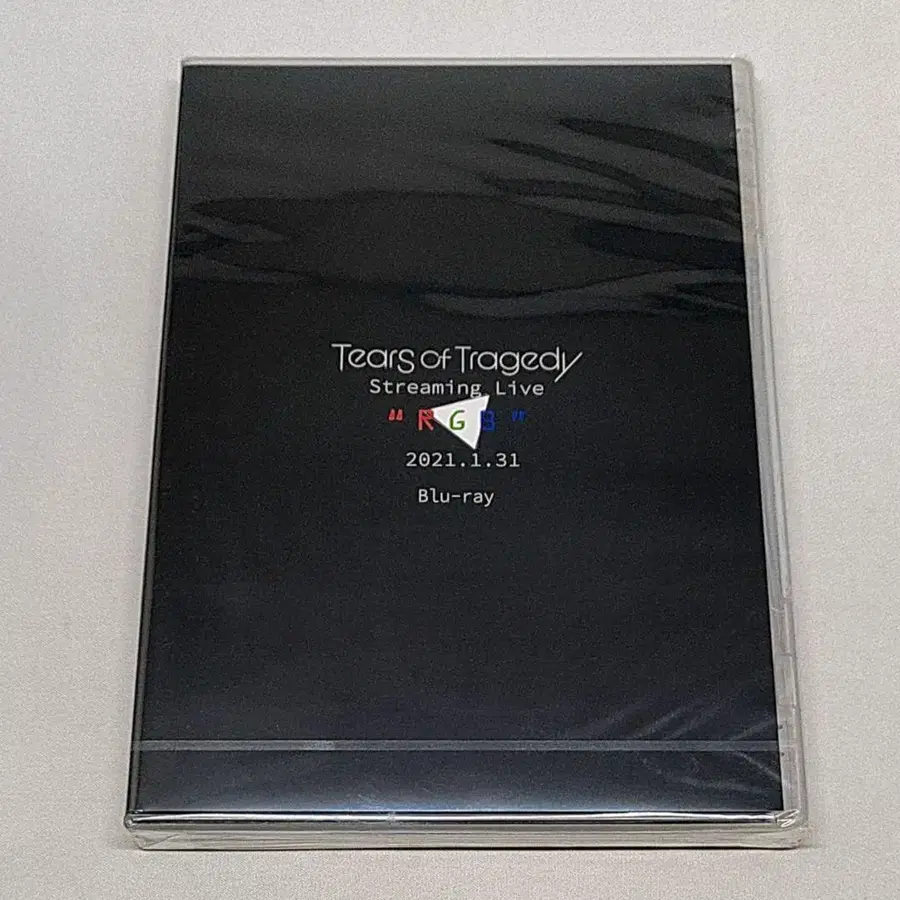 Tears of Tragedy
Streaming Live
"RGB"
2021.1.31
Blu-ray